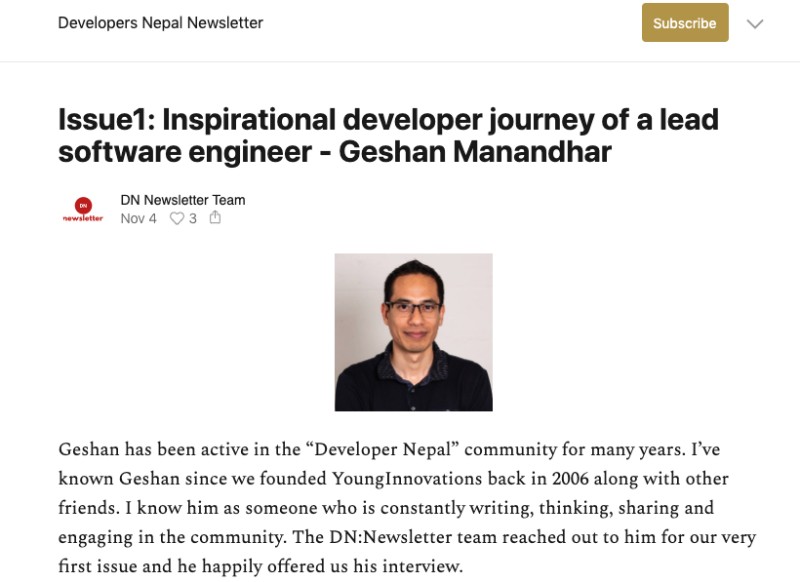 Developers Nepal Newsletter
Subscribe
Issue1: Inspirational developer journey of a lead
software engineer - Geshan Manandhar
DN
newsletter
DN Newsletter Team
Nov 4 3
Geshan has been active in the “Developer Nepal” community for many years. I’ve
known Geshan since we founded YoungInnovations back in 2006 along with other
friends. I know him as someone who is constantly writing, thinking, sharing and
engaging in the community. The DN:Newsletter team reached out to him for our very
first issue and he happily offered us his interview.